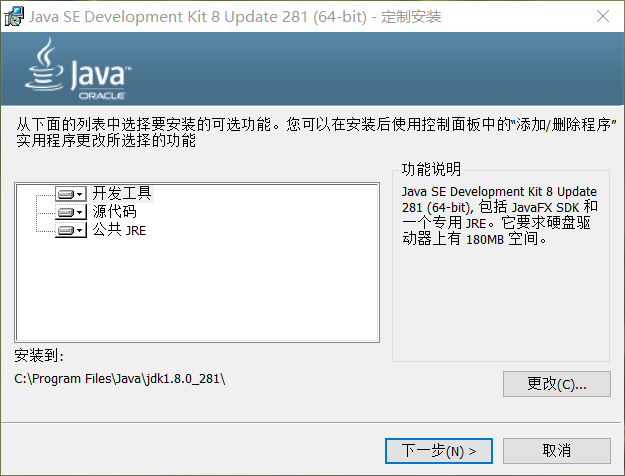 Java SE Development Kit 8 Update 281 (64-bit) - 定制安装
Java™
ORACLE
从下面的列表中选择要安装的可选功能。您可以在安装后使用控制面板中的“添加/删除程序”
实用程序更改所选择的功能
开发工具
源代码
公共 JRE
功能说明
Java SE Development Kit 8 Update
281 (64-bit), 包括 JavaFX SDK 和
一个专用 JRE。它要求硬盘驱
动器上有 180MB 空间。
安装到:
C:\Program Files\Java\jdk1.8.0_281\
更改(C)...
下一步(N) >
取消